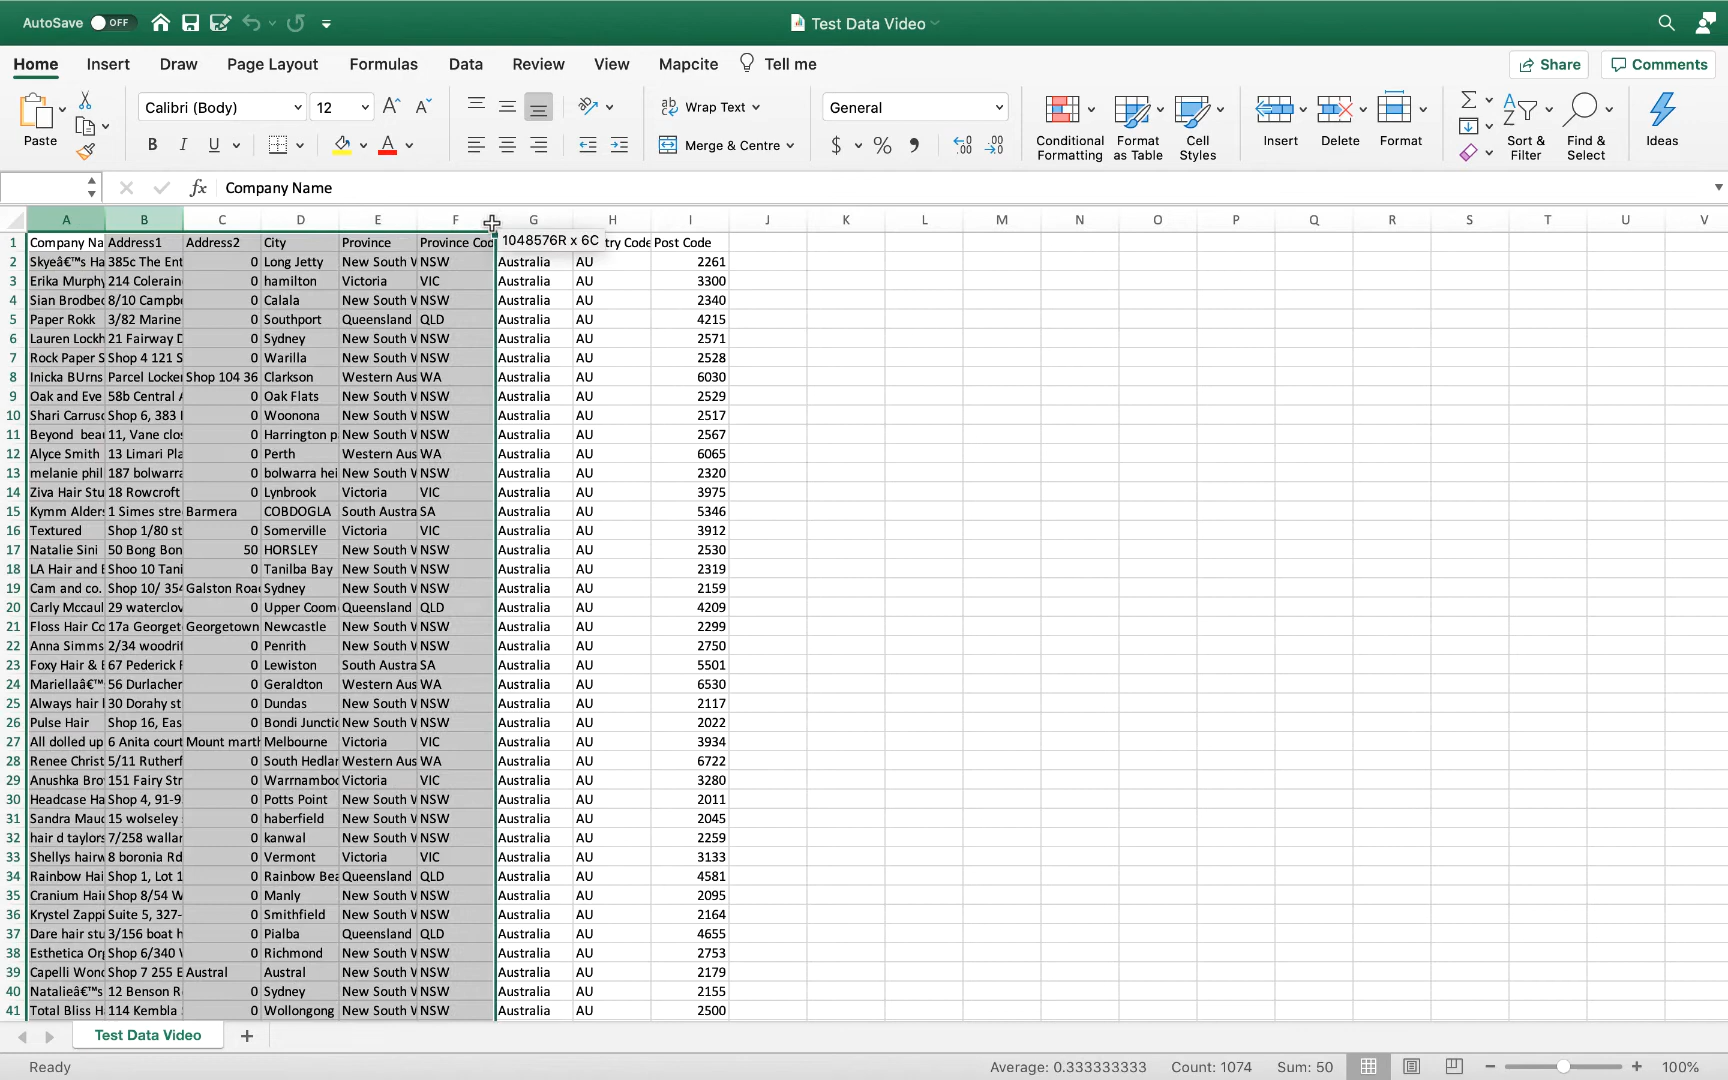 AutoSave OFF Test Data Video
Home Insert Draw Page Layout Formulas Data Review View Mapcite Tell me Share Comments
Paste Calibri (Body) 12 Wrap Text General
B I U A Merge & Centre $ % Conditional Formatting Format as Table Cell Styles Insert Delete Format Sort & Filter Find & Select Ideas
fx Company Name
A B C D E F G H I J K L M N O P Q R S T U V
1 Company Na Address1 Address2 City Province Province Cod 1048576R x 6C try Code Post Code
2 Skyeâ€™s Ha 385c The Ent 0 Long Jetty New South W NSW Australia AU 2261
3 Erika Murphy 214 Colerain 0 hamilton Victoria VIC Australia AU 3300
4 Sian Brodbec 8/10 Campbe 0 Calala New South W NSW Australia AU 2340
5 Paper Rokk 3/82 Marine 0 Southport Queensland QLD Australia AU 4215
6 Lauren Lockh 21 Fairway D 0 Sydney New South W NSW Australia AU 2571
7 Rock Paper S Shop 4 121 S 0 Warilla New South W NSW Australia AU 2528
8 Inicka BUrns Parcel Locker Shop 104 36 Clarkson Western Aus WA Australia AU 6030
9 Oak and Eve 58b Central A 0 Oak Flats New South W NSW Australia AU 2529
10 Shari Carrusc Shop 6, 383 I 0 Woonona New South W NSW Australia AU 2517
11 Beyond beau 11, Vane clos 0 Harrington p New South W NSW Australia AU 2567
12 Alyce Smith 13 Limari Pla 0 Perth Western Aus WA Australia AU 6065
13 melanie phil 187 bolwarra 0 bolwarra hei New South W NSW Australia AU 2320
14 Ziva Hair Stu 18 Rowcroft 0 Lynbrook Victoria VIC Australia AU 3975
15 Kymm Alders 1 Simes stre Barmera COBDOGLA South Austra SA Australia AU 5346
16 Textured Shop 1/80 st 0 Somerville Victoria VIC Australia AU 3912
17 Natalie Sini 50 Bong Bon 50 HORSLEY New South W NSW Australia AU 2530
18 LA Hair and B Shoo 10 Tani 0 Tanilba Bay New South W NSW Australia AU 2319
19 Cam and co. Shop 10/ 354 Galston Road Sydney New South W NSW Australia AU 2159
20 Carly Mccaul 29 waterclov 0 Upper Coom Queensland QLD Australia AU 4209
21 Floss Hair Co 17a Georget Georgetown Newcastle New South W NSW Australia AU 2299
22 Anna Simms 2/34 woodrif 0 Penrith New South W NSW Australia AU 2750
23 Foxy Hair & B 67 Pederick R 0 Lewiston South Austra SA Australia AU 5501
24 Mariellaâ€™ 56 Durlacher 0 Geraldton Western Aus WA Australia AU 6530
25 Always hair 30 Dorahy st 0 Dundas New South W NSW Australia AU 2117
26 Pulse Hair Shop 16, Eas 0 Bondi Junctic New South W NSW Australia AU 2022
27 All dolled up 6 Anita court Mount marth Melbourne Victoria VIC Australia AU 3934
28 Renee Christ 5/11 Rutherf 0 South Hedlan Western Aus WA Australia AU 6722
29 Anushka Bro 151 Fairy Str 0 Warrnamboo Victoria VIC Australia AU 3280
30 Headcase Ha Shop 4, 91-9 0 Potts Point New South W NSW Australia AU 2011
31 Sandra Maud 15 wolseley 0 haberfield New South W NSW Australia AU 2045
32 hair d taylors 7/258 wallar 0 kanwal New South W NSW Australia AU 2259
33 Shellys hairw 8 boronia Rd 0 Vermont Victoria VIC Australia AU 3133
34 Rainbow Hai Shop 1, Lot 1 0 Rainbow Bea Queensland QLD Australia AU 4581
35 Cranium Hair Shop 8/54 W 0 Manly New South W NSW Australia AU 2095
36 Krystel Zappi Suite 5, 327- 0 Smithfield New South W NSW Australia AU 2164
37 Dare hair stu 3/156 boat h 0 Pialba Queensland QLD Australia AU 4655
38 Esthetica Org Shop 6/340 W 0 Richmond New South W NSW Australia AU 2753
39 Capelli Wond Shop 7 255 E Austral Austral New South W NSW Australia AU 2179
40 Natalieâ€™s 12 Benson R 0 Sydney New South W NSW Australia AU 2155
41 Total Bliss H 114 Kembla 0 Wollongong New South W NSW Australia AU 2500
Test Data Video
Ready Average: 0.333333333 Count: 1074 Sum: 50 100%